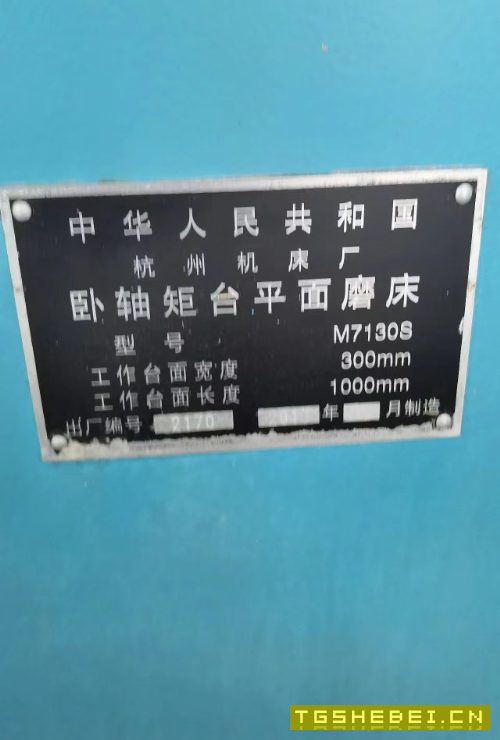 中华人民共和国
杭州机床厂
卧轴矩台平面磨床
型号 M7130S
工作台面宽度 300mm
工作台面长度 1000mm
出厂编号 2170 年 月制造
TGSHEBEI.CN